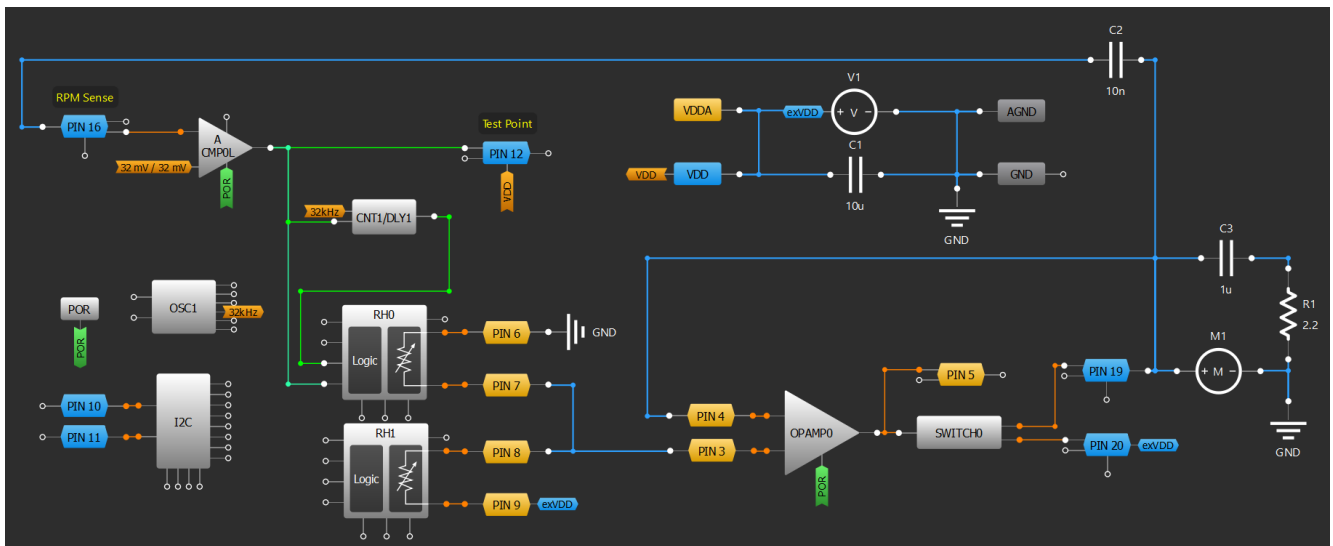 C2
10n
RPM Sense
PIN 16
A
CMP0L
32 mV / 32 mV
POR
Test Point
PIN 12
VDD
V1
VDDA
exVDD
+ V -
AGND
C1
10u
VDD
VDD
GND
GND
32kHz
CNT1/DLY1
C3
1u
R1
2.2
POR
POR
OSC1
32kHz
RH0
Logic
PIN 6
GND
PIN 7
M1
+ M -
PIN 19
PIN 5
PIN 10
PIN 11
I2C
RH1
Logic
PIN 8
PIN 9
exVDD
PIN 4
PIN 3
OPAMP0
POR
SWITCH0
PIN 20
exVDD
GND